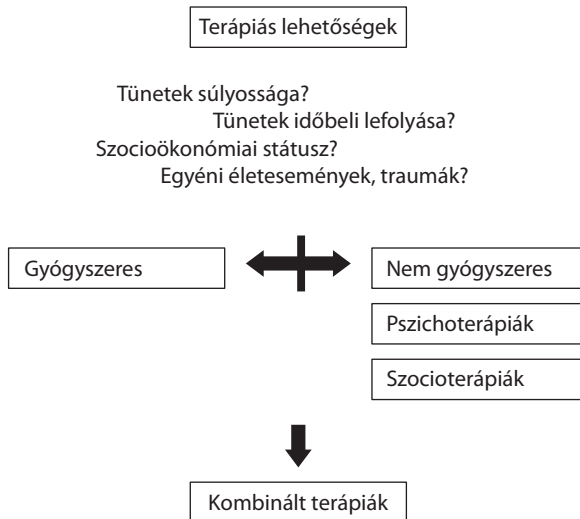 Terápiás lehetőségek
Tünetek súlyossága?
Tünetek időbeli lefolyása?
Szocioökonómiai státusz?
Egyéni életesemények, traumák?
Gyógyszeres
Nem gyógyszeres
Pszichoterápiák
Szocioterápiák
Kombinált terápiák